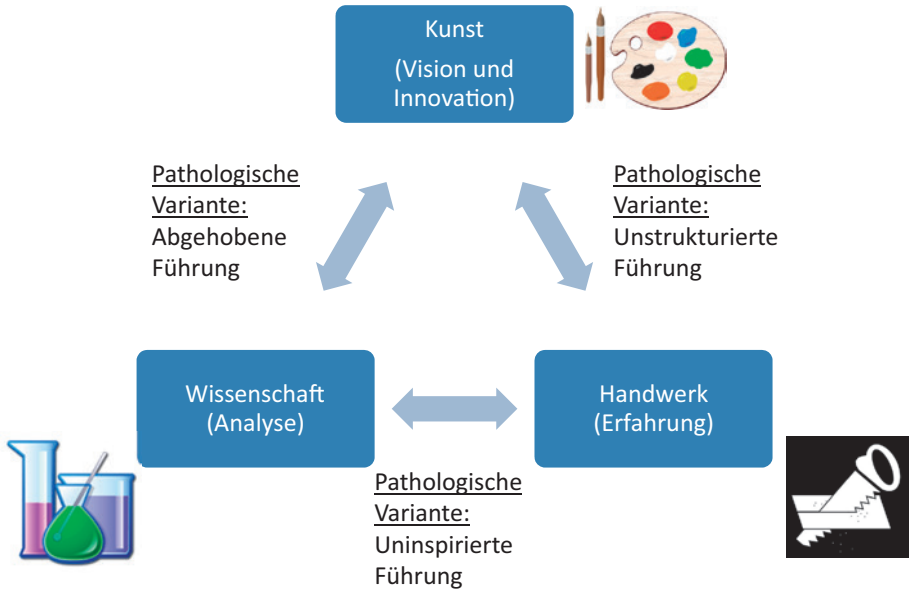 Kunst
(Vision und
Innovation)
Pathologische
Variante:
Abgehobene
Führung
Pathologische
Variante:
Unstrukturierte
Führung
Wissenschaft
(Analyse)
Handwerk
(Erfahrung)
Pathologische
Variante:
Uninspirierte
Führung